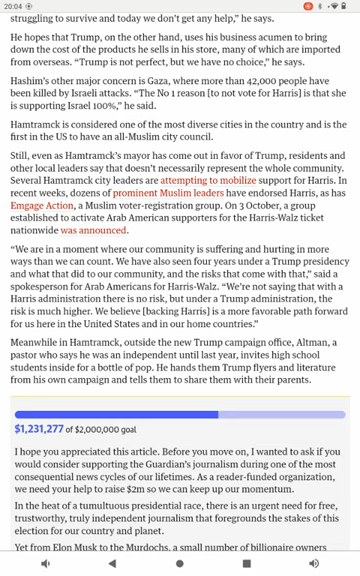 20:04
struggling to survive and today we don't get any help," he says.
He hopes that Trump, on the other hand, uses his business acumen to bring
down the cost of the products he sells in his store, many of which are imported
from overseas. "Trump is not perfect, but we have no choice," he says.
Hashim's other major concern is Gaza, where more than 42,000 people have
been killed by Israeli attacks. "The No 1 reason [to not vote for Harris] is that she
is supporting Israel 100%," he said.
Hamtramck is considered one of the most diverse cities in the country and is the
first in the US to have an all-Muslim city council.
Still, even as Hamtramck's mayor has come out in favor of Trump, residents and
other local leaders say that doesn't necessarily represent the whole community.
Several Hamtramck city leaders are attempting to mobilize support for Harris. In
recent weeks, dozens of prominent Muslim leaders have endorsed Harris, as has
Emgage Action, a Muslim voter-registration group. On 3 October, a group
established to activate Arab American supporters for the Harris-Walz ticket
nationwide was announced.
"We are in a moment where our community is suffering and hurting in more
ways than we can count. We have also seen four years under a Trump presidency
and what that did to our community, and the risks that come with that," said a
spokesperson for Arab Americans for Harris-Walz. "We're not saying that with a
Harris administration there is no risk, but under a Trump administration, the
risk is much higher. We believe [backing Harris] is a more favorable path forward
for us here in the United States and in our home countries."
Meanwhile in Hamtramck, outside the new Trump campaign office, Altman, a
pastor who says he was an independent until last year, invites high school
students inside for a bottle of pop. He hands them Trump flyers and literature
from his own campaign and tells them to share them with their parents.
$1,231,277 of $2,000,000 goal
I hope you appreciated this article. Before you move on, I wanted to ask if you
would consider supporting the Guardian's journalism during one of the most
consequential news cycles of our lifetimes. As a reader-funded organization,
we need your help to raise $2m so we can keep up our momentum.
In the heat of a tumultuous presidential race, there is an urgent need for free,
trustworthy, truly independent journalism that foregrounds the stakes of this
election for our country and planet.
Yet from Elon Musk to the Murdochs, a small number of billionaire owners